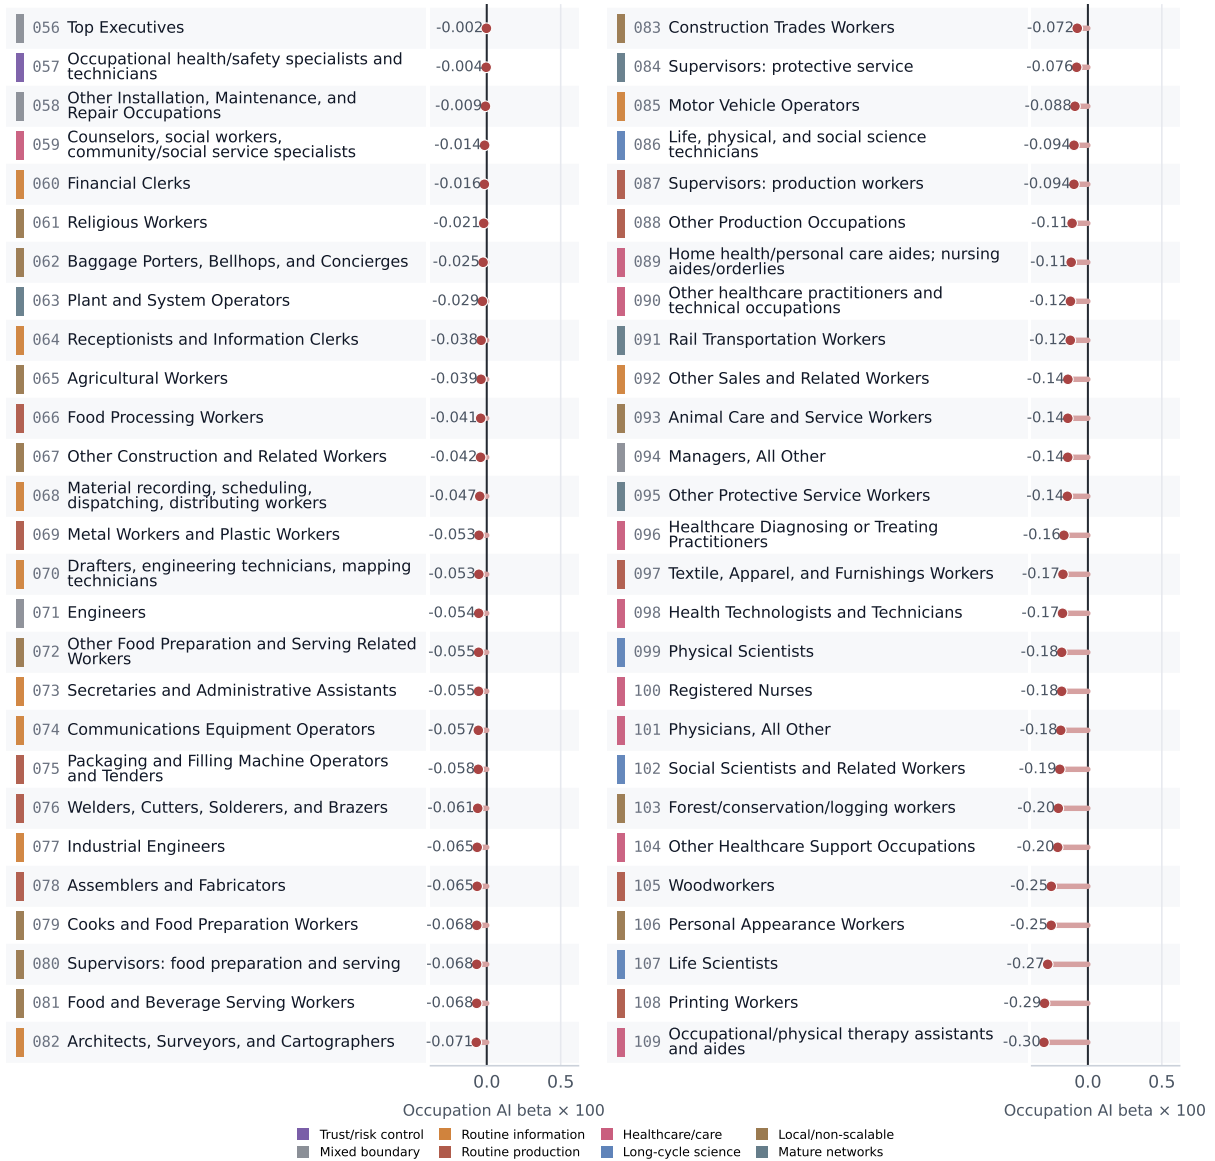 056 Top Executives -0.002
057 Occupational health/safety specialists and
technicians -0.004
058 Other Installation, Maintenance, and
Repair Occupations -0.009
059 Counselors, social workers,
community/social service specialists -0.014
060 Financial Clerks -0.016
061 Religious Workers -0.021
062 Baggage Porters, Bellhops, and Concierges -0.025
063 Plant and System Operators -0.029
064 Receptionists and Information Clerks -0.038
065 Agricultural Workers -0.039
066 Food Processing Workers -0.041
067 Other Construction and Related Workers -0.042
068 Material recording, scheduling,
dispatching, distributing workers -0.047
069 Metal Workers and Plastic Workers -0.053
070 Drafters, engineering technicians, mapping
technicians -0.053
071 Engineers -0.054
072 Other Food Preparation and Serving Related
Workers -0.055
073 Secretaries and Administrative Assistants -0.055
074 Communications Equipment Operators -0.057
075 Packaging and Filling Machine Operators
and Tenders -0.058
076 Welders, Cutters, Solderers, and Brazers -0.061
077 Industrial Engineers -0.065
078 Assemblers and Fabricators -0.065
079 Cooks and Food Preparation Workers -0.068
080 Supervisors: food preparation and serving -0.068
081 Food and Beverage Serving Workers -0.068
082 Architects, Surveyors, and Cartographers -0.071
0.0 0.5
Occupation AI beta × 100
083 Construction Trades Workers -0.072
084 Supervisors: protective service -0.076
085 Motor Vehicle Operators -0.088
086 Life, physical, and social science
technicians -0.094
087 Supervisors: production workers -0.094
088 Other Production Occupations -0.11
089 Home health/personal care aides; nursing
aides/orderlies -0.11
090 Other healthcare practitioners and
technical occupations -0.12
091 Rail Transportation Workers -0.12
092 Other Sales and Related Workers -0.14
093 Animal Care and Service Workers -0.14
094 Managers, All Other -0.14
095 Other Protective Service Workers -0.14
096 Healthcare Diagnosing or Treating
Practitioners -0.16
097 Textile, Apparel, and Furnishings Workers -0.17
098 Health Technologists and Technicians -0.17
099 Physical Scientists -0.18
100 Registered Nurses -0.18
101 Physicians, All Other -0.18
102 Social Scientists and Related Workers -0.19
103 Forest/conservation/logging workers -0.20
104 Other Healthcare Support Occupations -0.20
105 Woodworkers -0.25
106 Personal Appearance Workers -0.25
107 Life Scientists -0.27
108 Printing Workers -0.29
109 Occupational/physical therapy assistants
and aides -0.30
0.0 0.5
Occupation AI beta × 100
Trust/risk control Routine information Healthcare/care Local/non-scalable
Mixed boundary Routine production Long-cycle science Mature networks